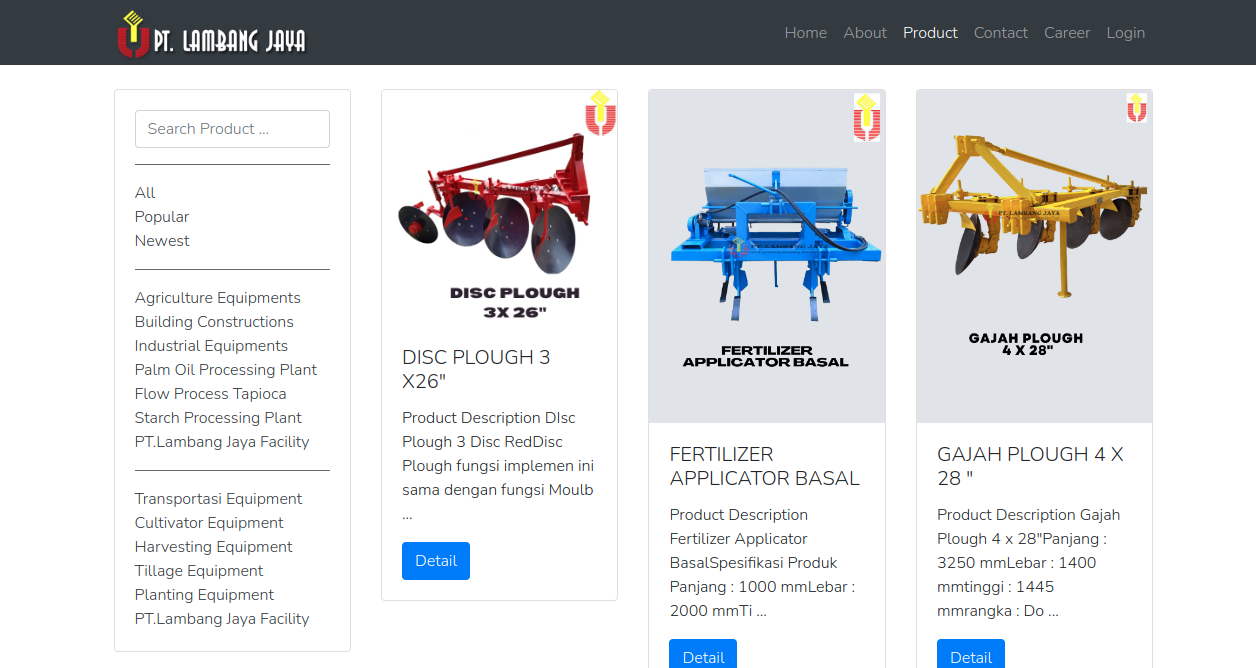 PT. LAMBANG JAYA
Home About Product Contact Career Login
Search Product ...
All
Popular
Newest
Agriculture Equipments
Building Constructions
Industrial Equipments
Palm Oil Processing Plant
Flow Process Tapioca
Starch Processing Plant
PT.Lambang Jaya Facility
Transportasi Equipment
Cultivator Equipment
Harvesting Equipment
Tillage Equipment
Planting Equipment
PT.Lambang Jaya Facility
DISC PLOUGH
3X 26"
DISC PLOUGH 3
X26"
Product Description DIsc
Plough 3 Disc RedDisc
Plough fungsi implemen ini
sama dengan fungsi Moulb
...
Detail
PT. LAMBANG JAYA
FERTILIZER
APPLICATOR BASAL
FERTILIZER
APPLICATOR BASAL
Product Description
Fertilizer Applicator
BasalSpesifikasi Produk
Panjang : 1000 mmLebar :
2000 mmTi ...
Detail
PT. LAMBANG JAYA
GAJAH PLOUGH
4 X 28"
GAJAH PLOUGH 4 X
28 "
Product Description Gajah
Plough 4 x 28"Panjang :
3250 mmLebar : 1400
mmtinggi : 1445
mmrangka : Do ...
Detail